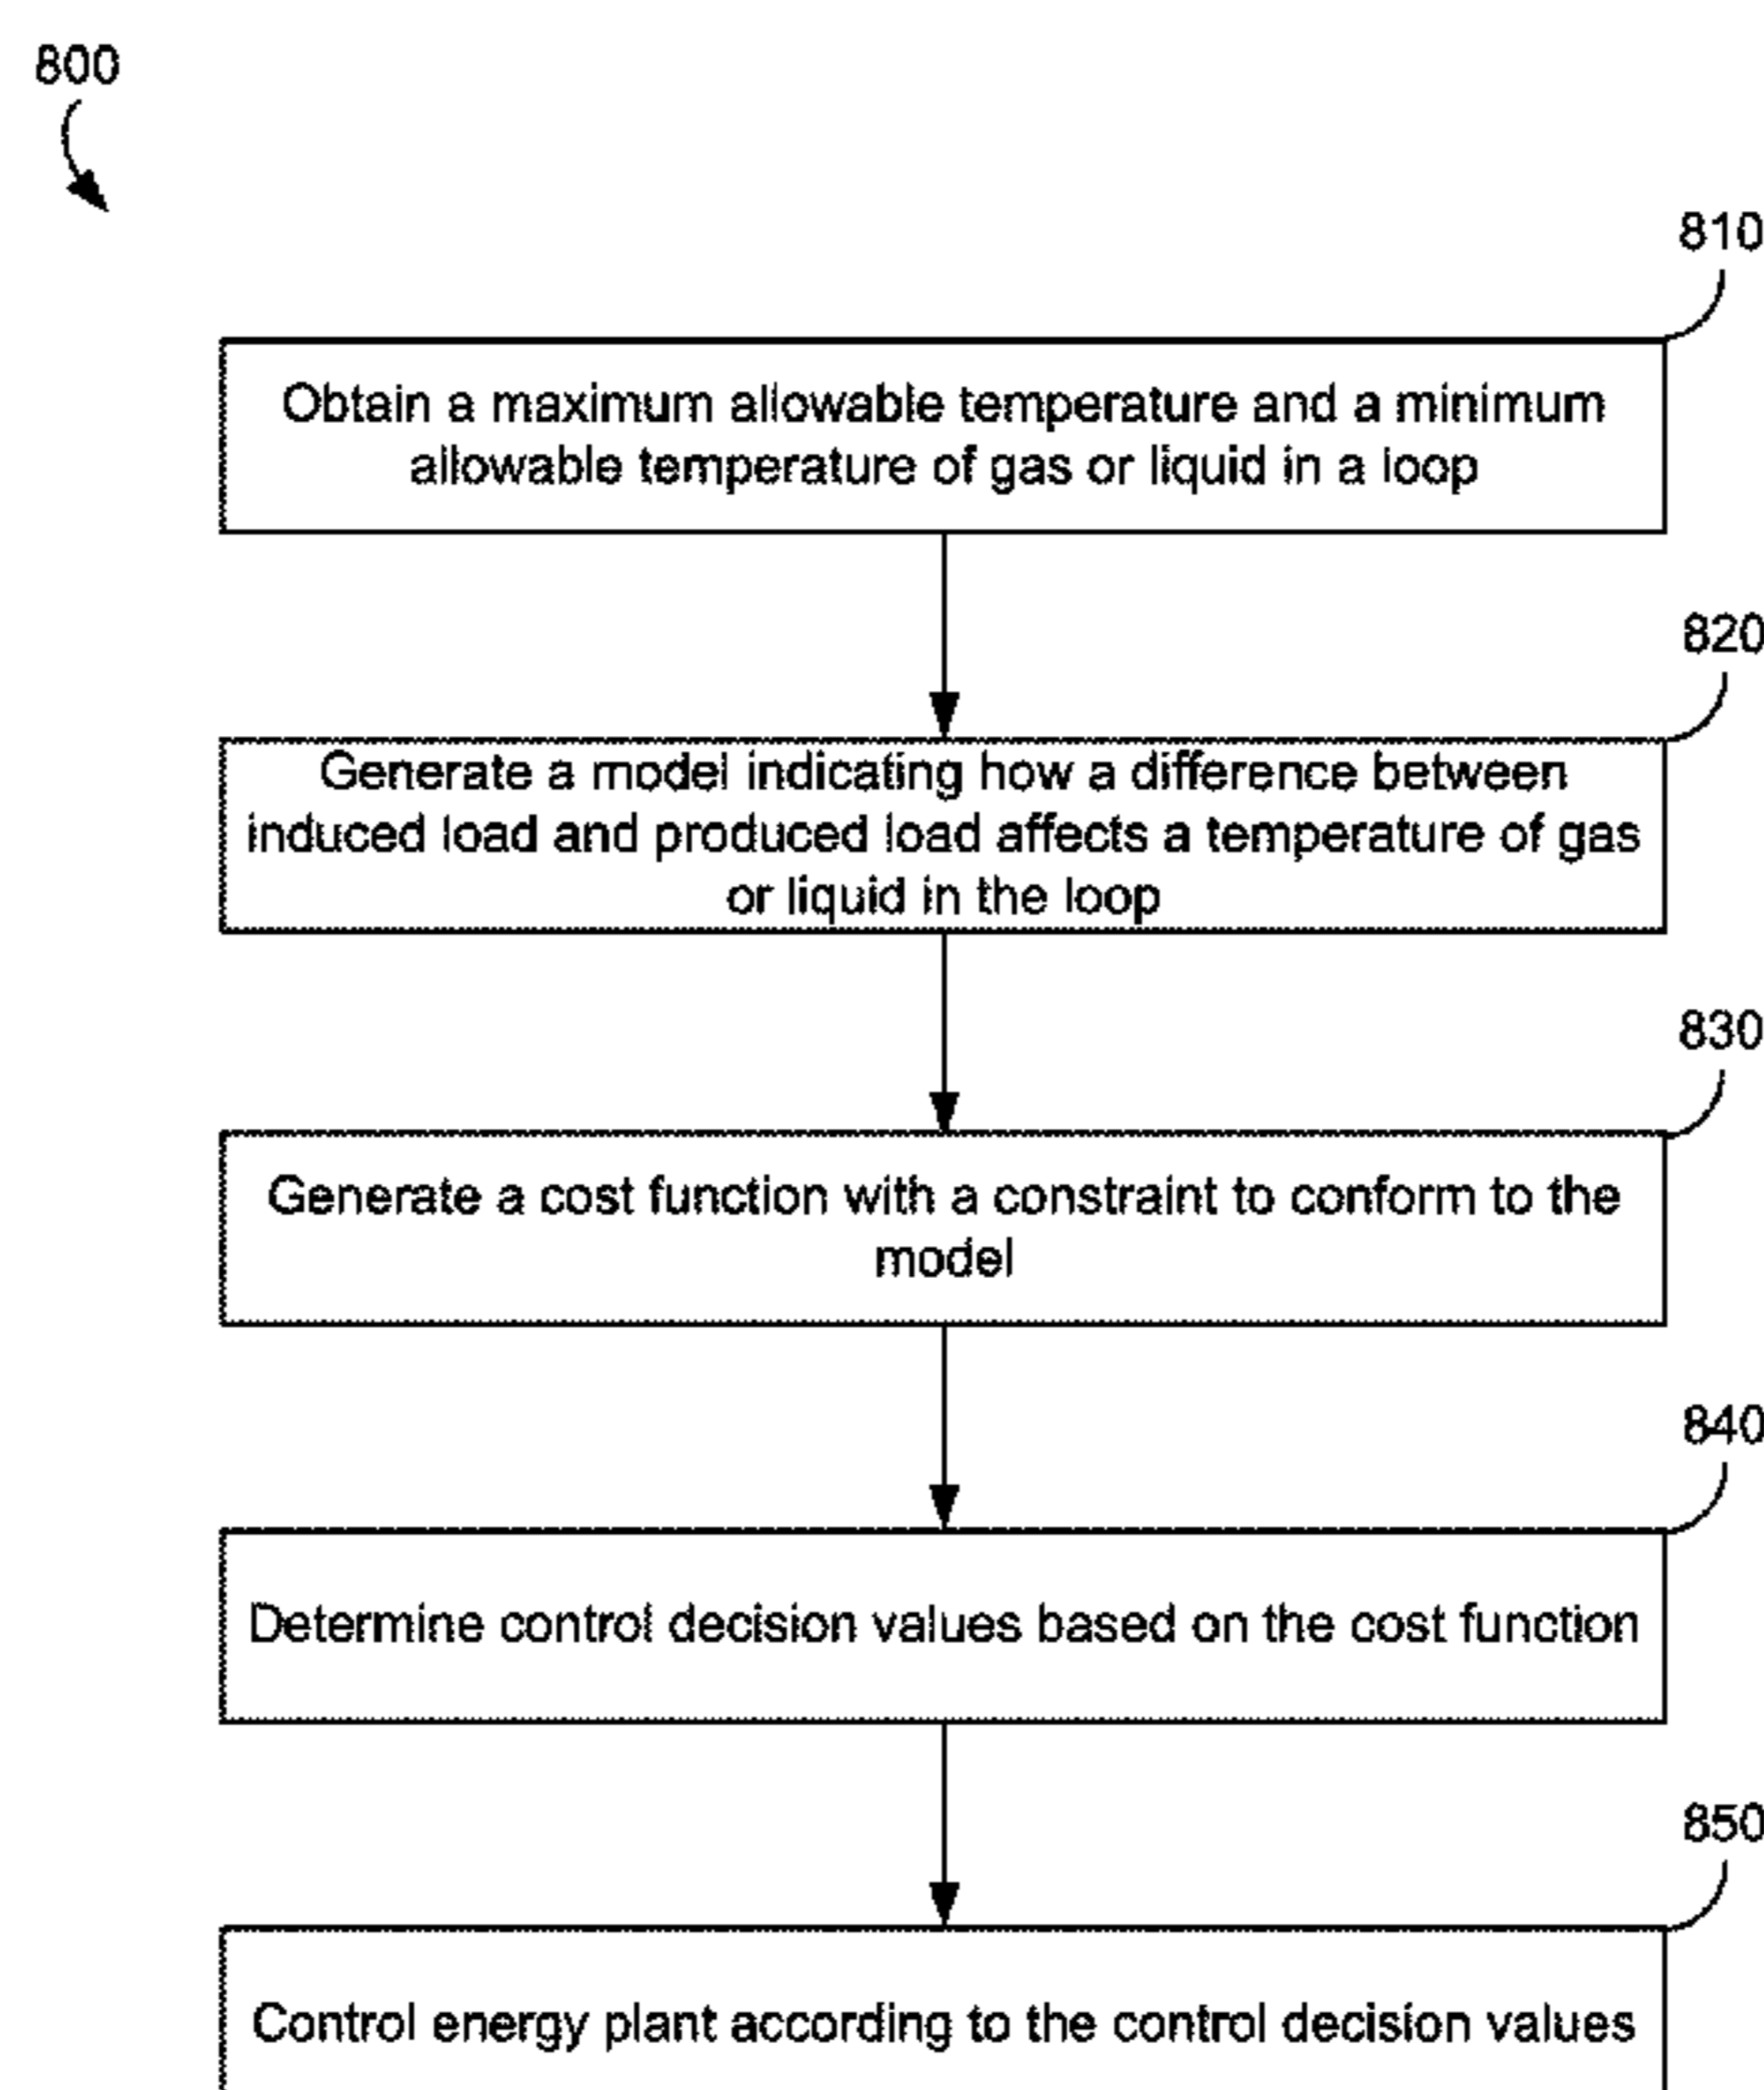 800
810
Obtain a maximum allowable temperature and a minimum
allowable temperature of gas or liquid in a loop
820
Generate a model indicating how a difference between
induced load and produced load affects a temperature of gas
or liquid in the loop
830
Generate a cost function with a constraint to conform to the
model
840
Determine control decision values based on the cost function
850
Control energy plant according to the control decision values